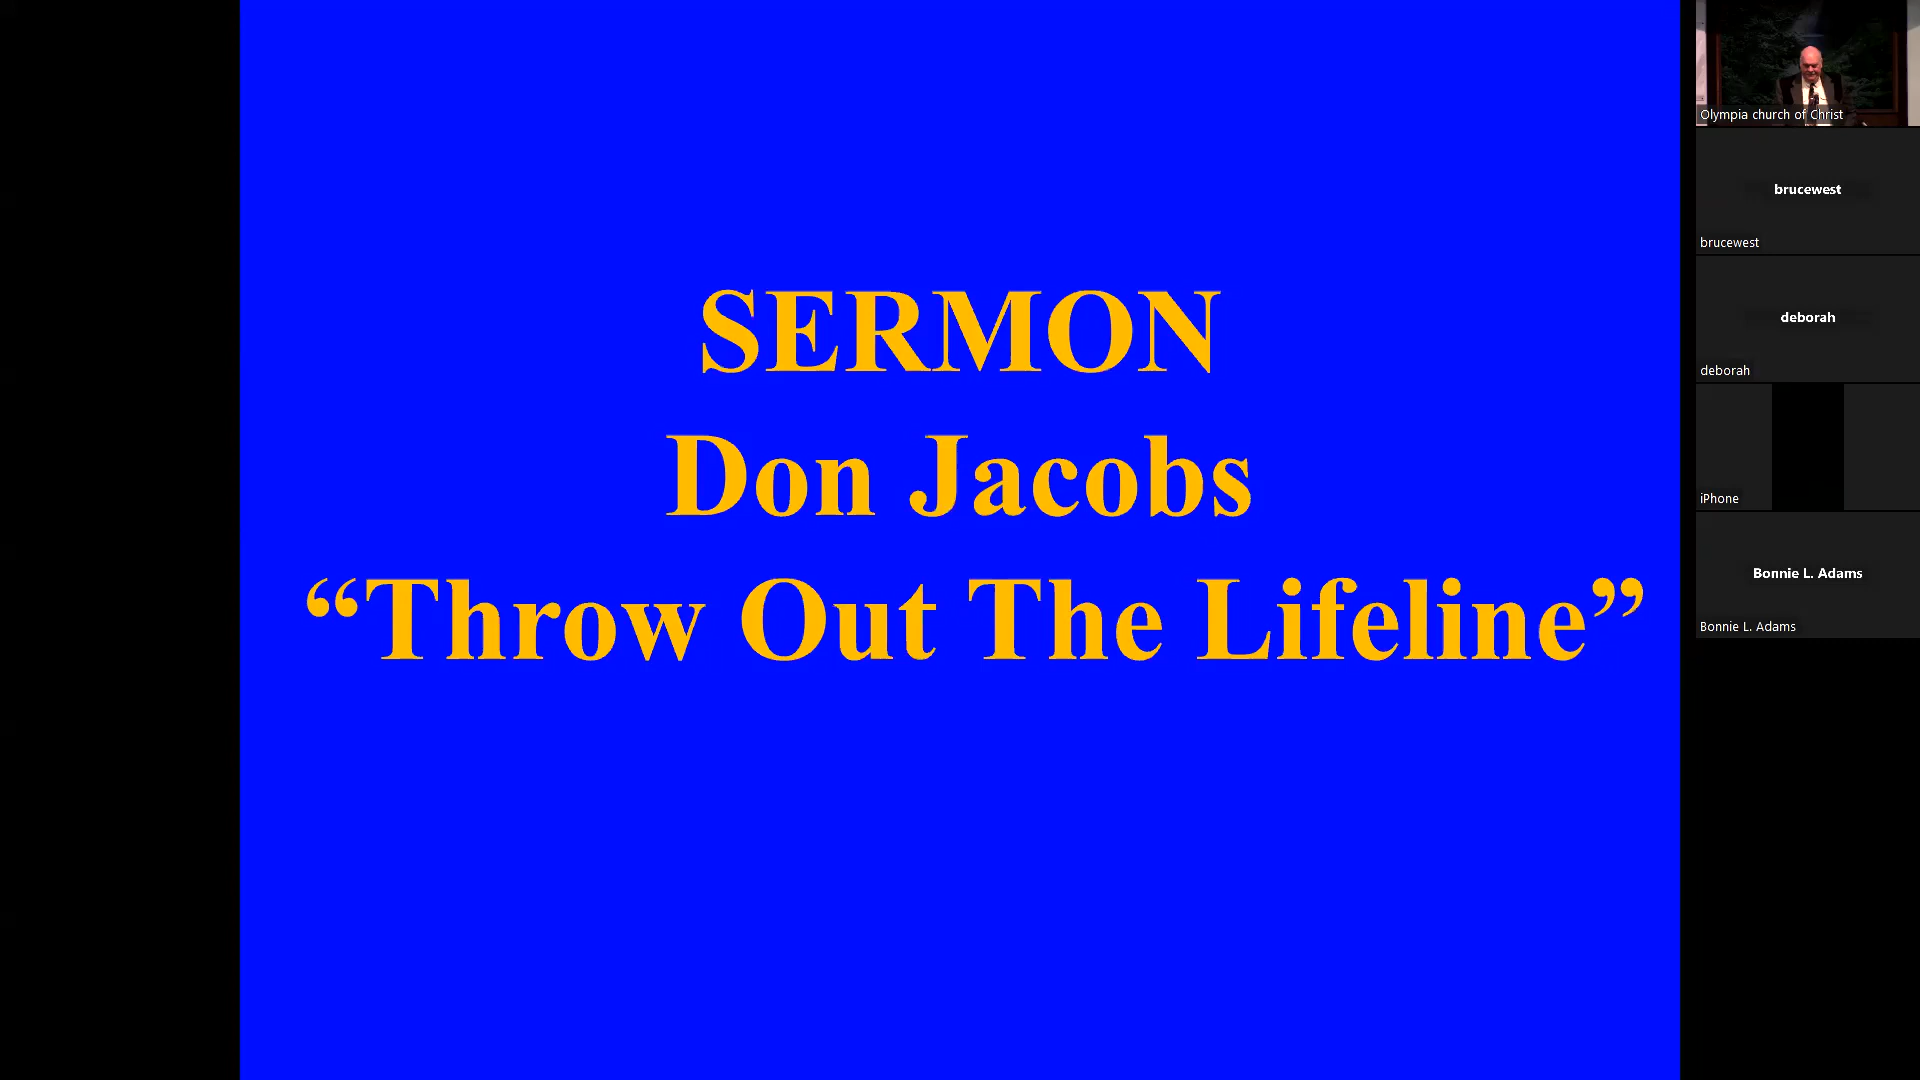 SERMON
Don Jacobs
“Throw Out The Lifeline”
Olympia church of Christ
brucewest
brucewest
deborah
deborah
iPhone
Bonnie L. Adams
Bonnie L. Adams